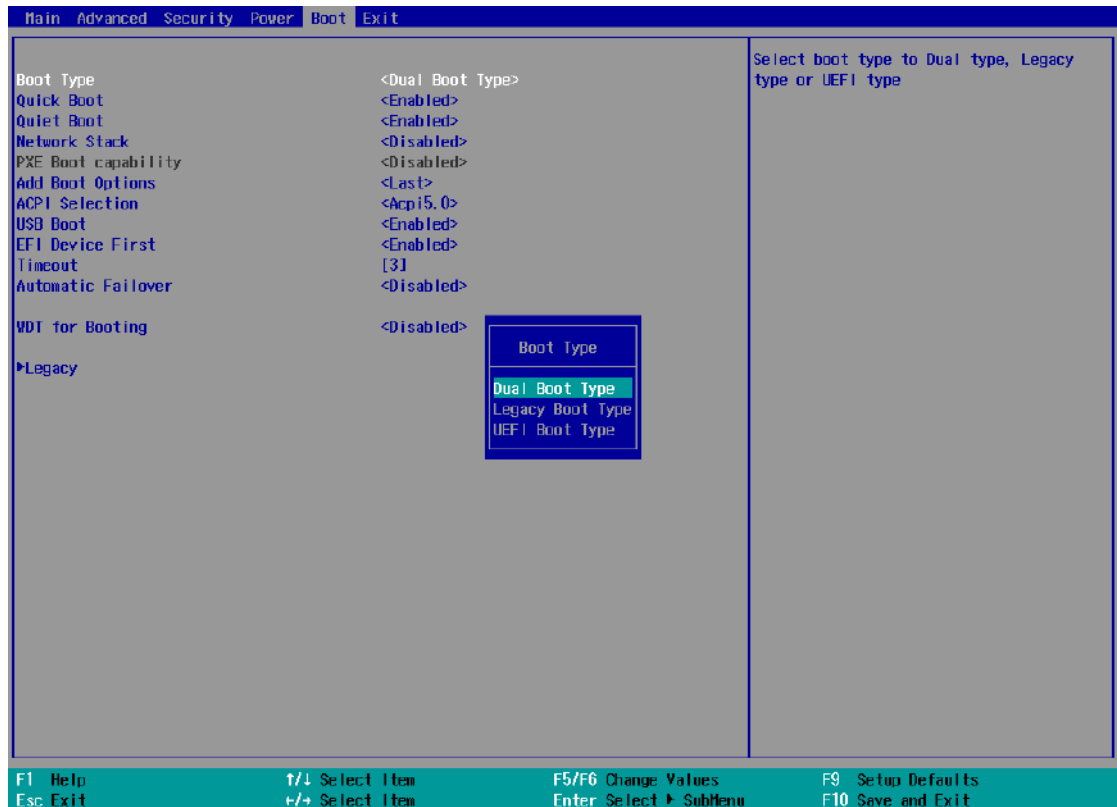 Main Advanced Security Power Boot Exit
Boot Type <Dual Boot Type>
Quick Boot <Enabled>
Quiet Boot <Enabled>
Network Stack <Disabled>
PXE Boot capability <Disabled>
Add Boot Options <Last>
ACPI Selection <Acpi5.0>
USB Boot <Enabled>
EFI Device First <Enabled>
Timeout [3]
Automatic Failover <Disabled>
WDT for Booting <Disabled>
▶Legacy
Boot Type
Dual Boot Type
Legacy Boot Type
UEFI Boot Type
Select boot type to Dual type, Legacy
type or UEFI type
F1 Help ↑/↓ Select Item F5/F6 Change Values F9 Setup Defaults
Esc Exit ←/→ Select Item Enter Select ▶ SubMenu F10 Save and Exit